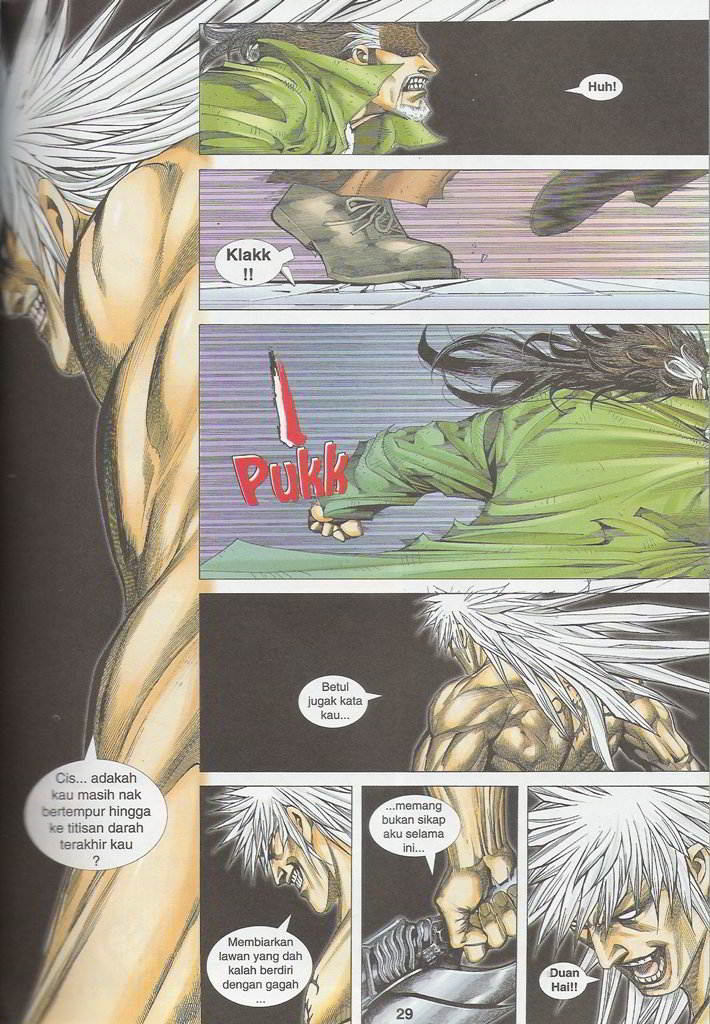 Huh!
Klakk
!!
Pukk
Cis... adakah
kau masih nak
bertempur hingga
ke titisan darah
terakhir kau
?
Betul
jugak kata
kau...
Membiarkan
lawan yang dah
kalah berdiri
dengan gagah
...
...memang
bukan sikap
aku selama
ini...
Duan
Hai!!
29